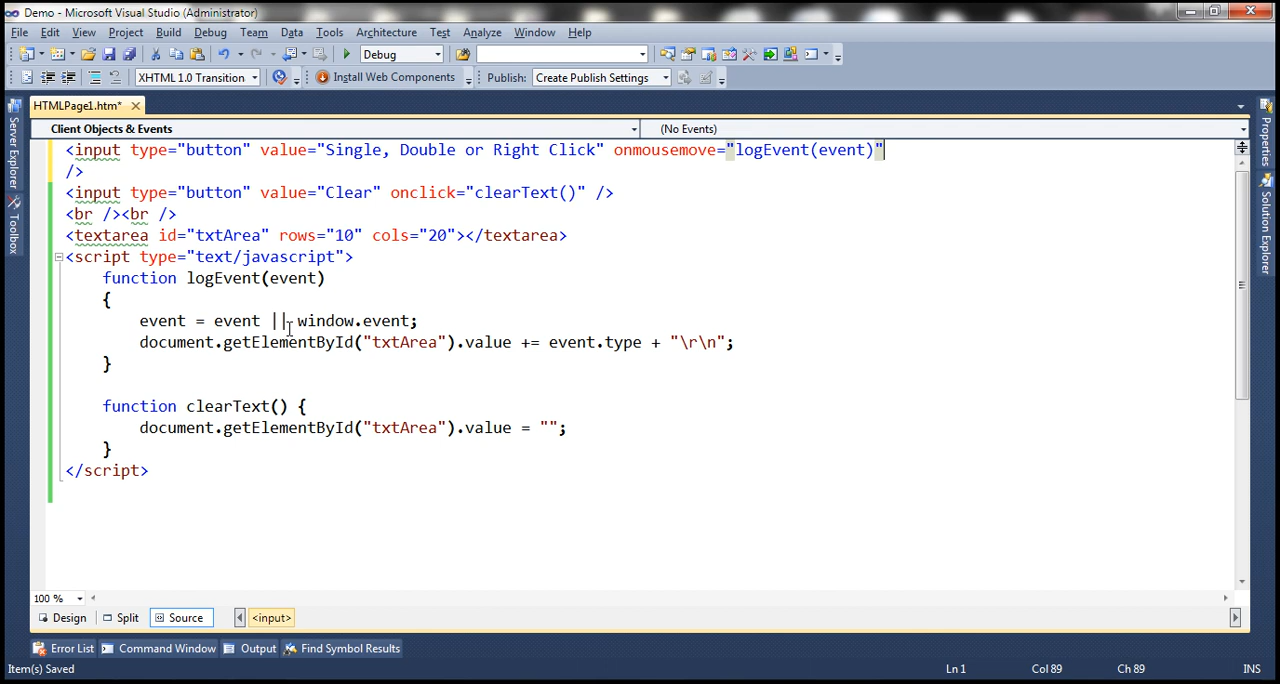 Demo - Microsoft Visual Studio (Administrator)
File Edit View Project Build Debug Team Data Tools Architecture Test Analyze Window Help
Debug
XHTML 1.0 Transition Install Web Components Publish: Create Publish Settings
HTMLPage1.htm*
Client Objects & Events (No Events)
<input type="button" value="Single, Double or Right Click" onmousemove="logEvent(event)"
/>
<input type="button" value="Clear" onclick="clearText()" />
<br /><br />
<textarea id="txtArea" rows="10" cols="20"></textarea>
<script type="text/javascript">
function logEvent(event)
{
event = event || window.event;
document.getElementById("txtArea").value += event.type + "\r\n";
}
function clearText() {
document.getElementById("txtArea").value = "";
}
</script>
Server Explorer
Toolbox
Properties
Solution Explorer
100 %
Design Split Source <input>
Error List Command Window Output Find Symbol Results
Item(s) Saved Ln 1 Col 89 Ch 89 INS